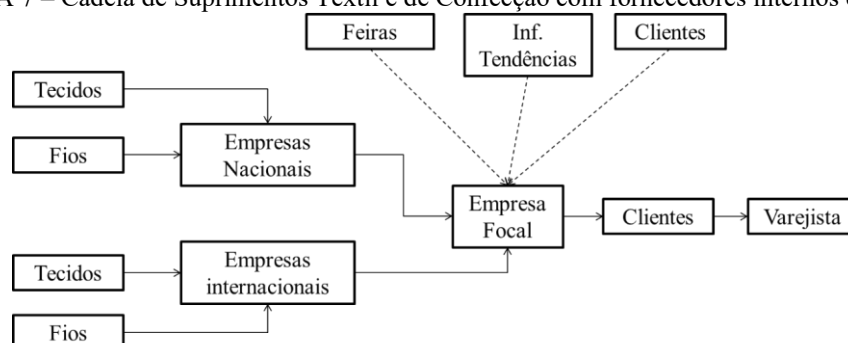 7 – Cadeia de Suprimentos Têxtil e de Confecção com fornecedores internos
Feiras
Inf.
Tendências
Clientes
Tecidos
Fios
Empresas
Nacionais
Empresa
Focal
Clientes
Varejista
Tecidos
Empresas
internacionais
Fios